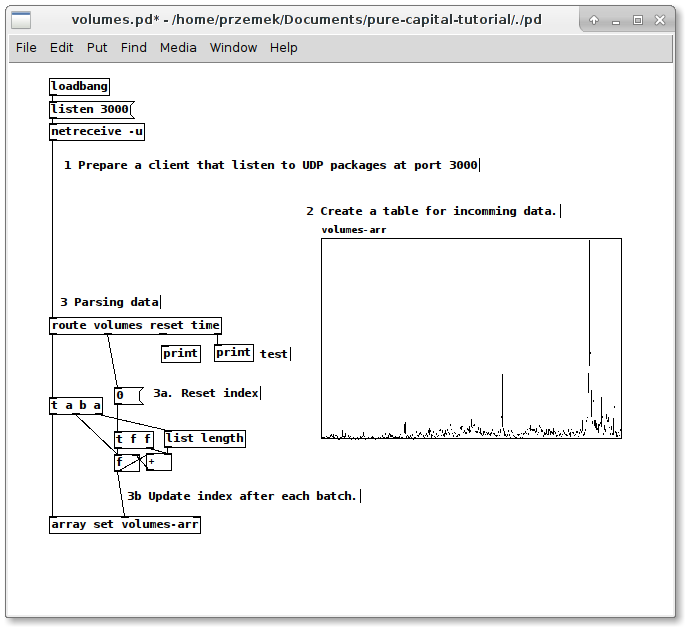 volumes.pd* - /home/przemek/Documents/pure-capital-tutorial/./pd
File Edit Put Find Media Window Help
loadbang
listen 3000
netreceive -u
1 Prepare a client that listen to UDP packages at port 3000
2 Create a table for incomming data.
volumes-arr
3 Parsing data
route volumes reset time
print
print
test
0
3a. Reset index
t a b a
t f f
list length
f
+
3b Update index after each batch.
array set volumes-arr